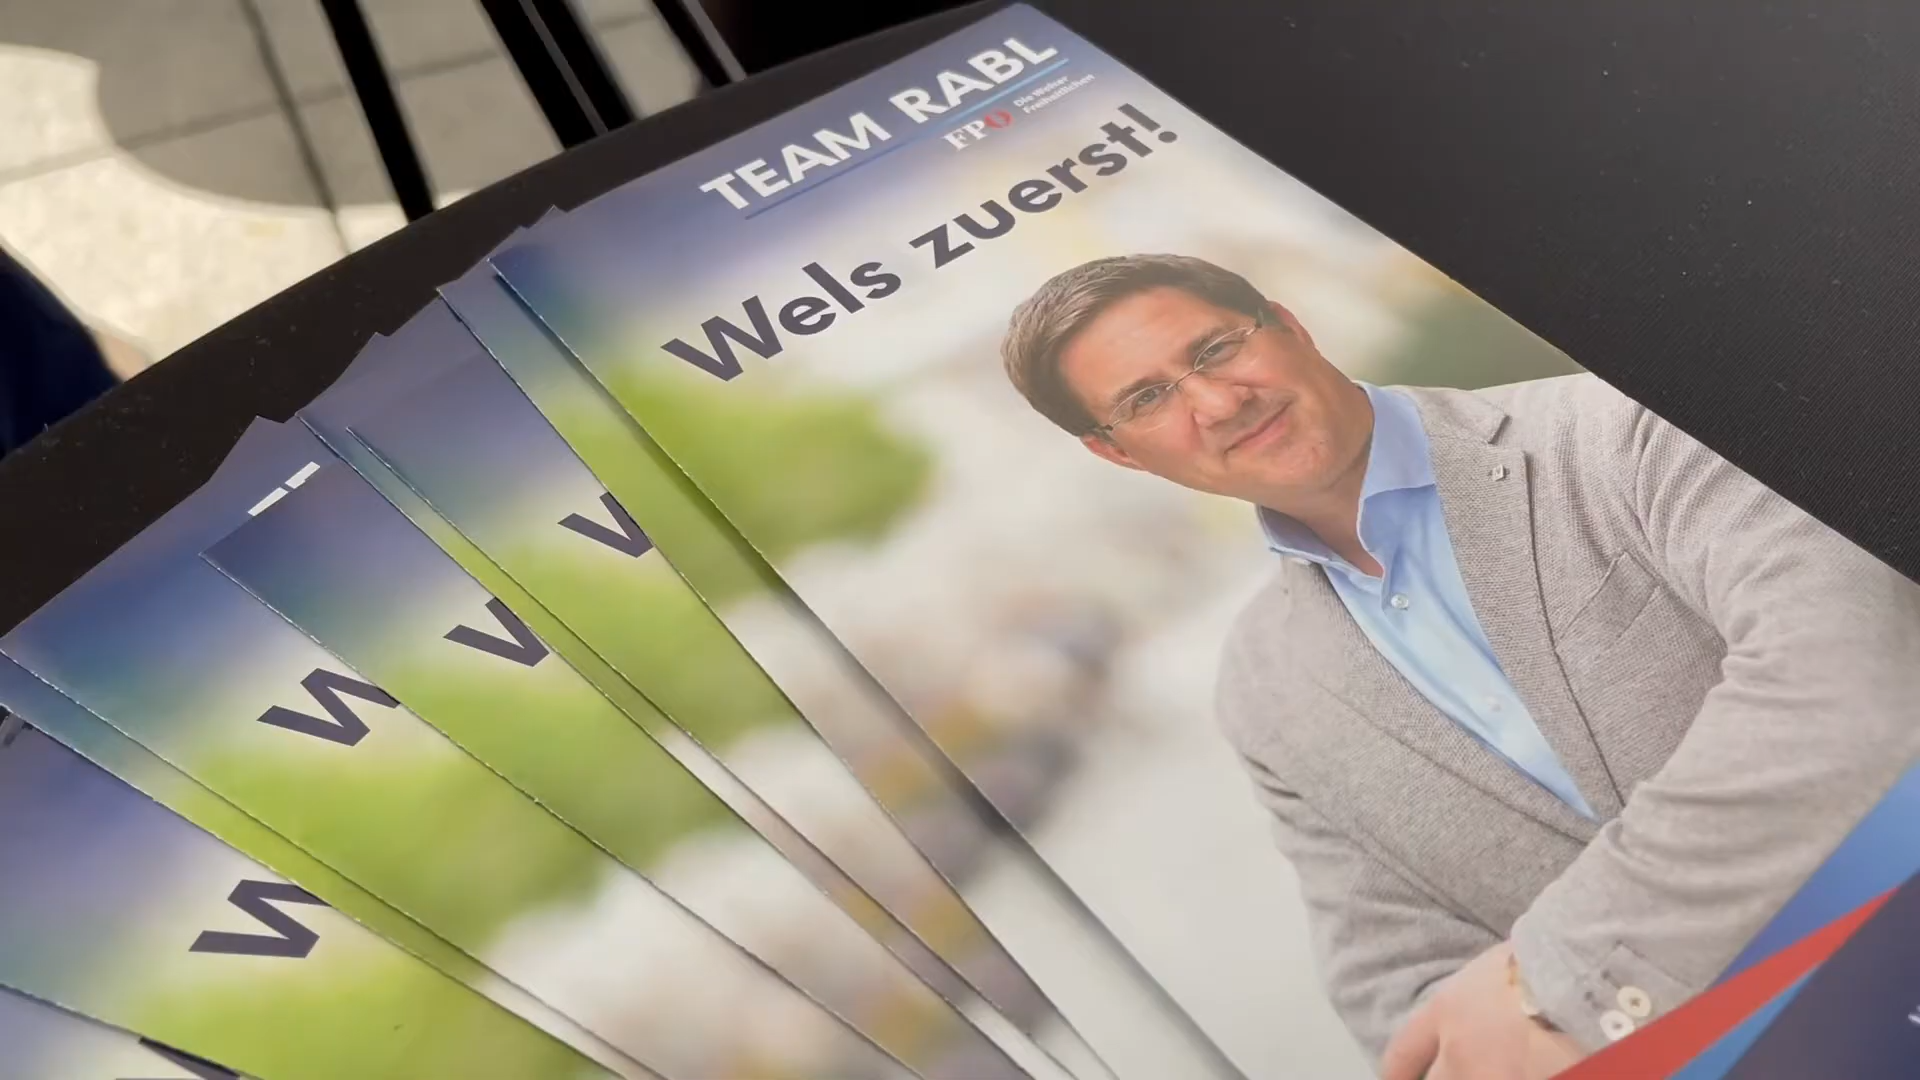 TEAM RABL
FPÖ
Die Welser
Freiheitlichen
Wels zuerst!
W
W
W
W